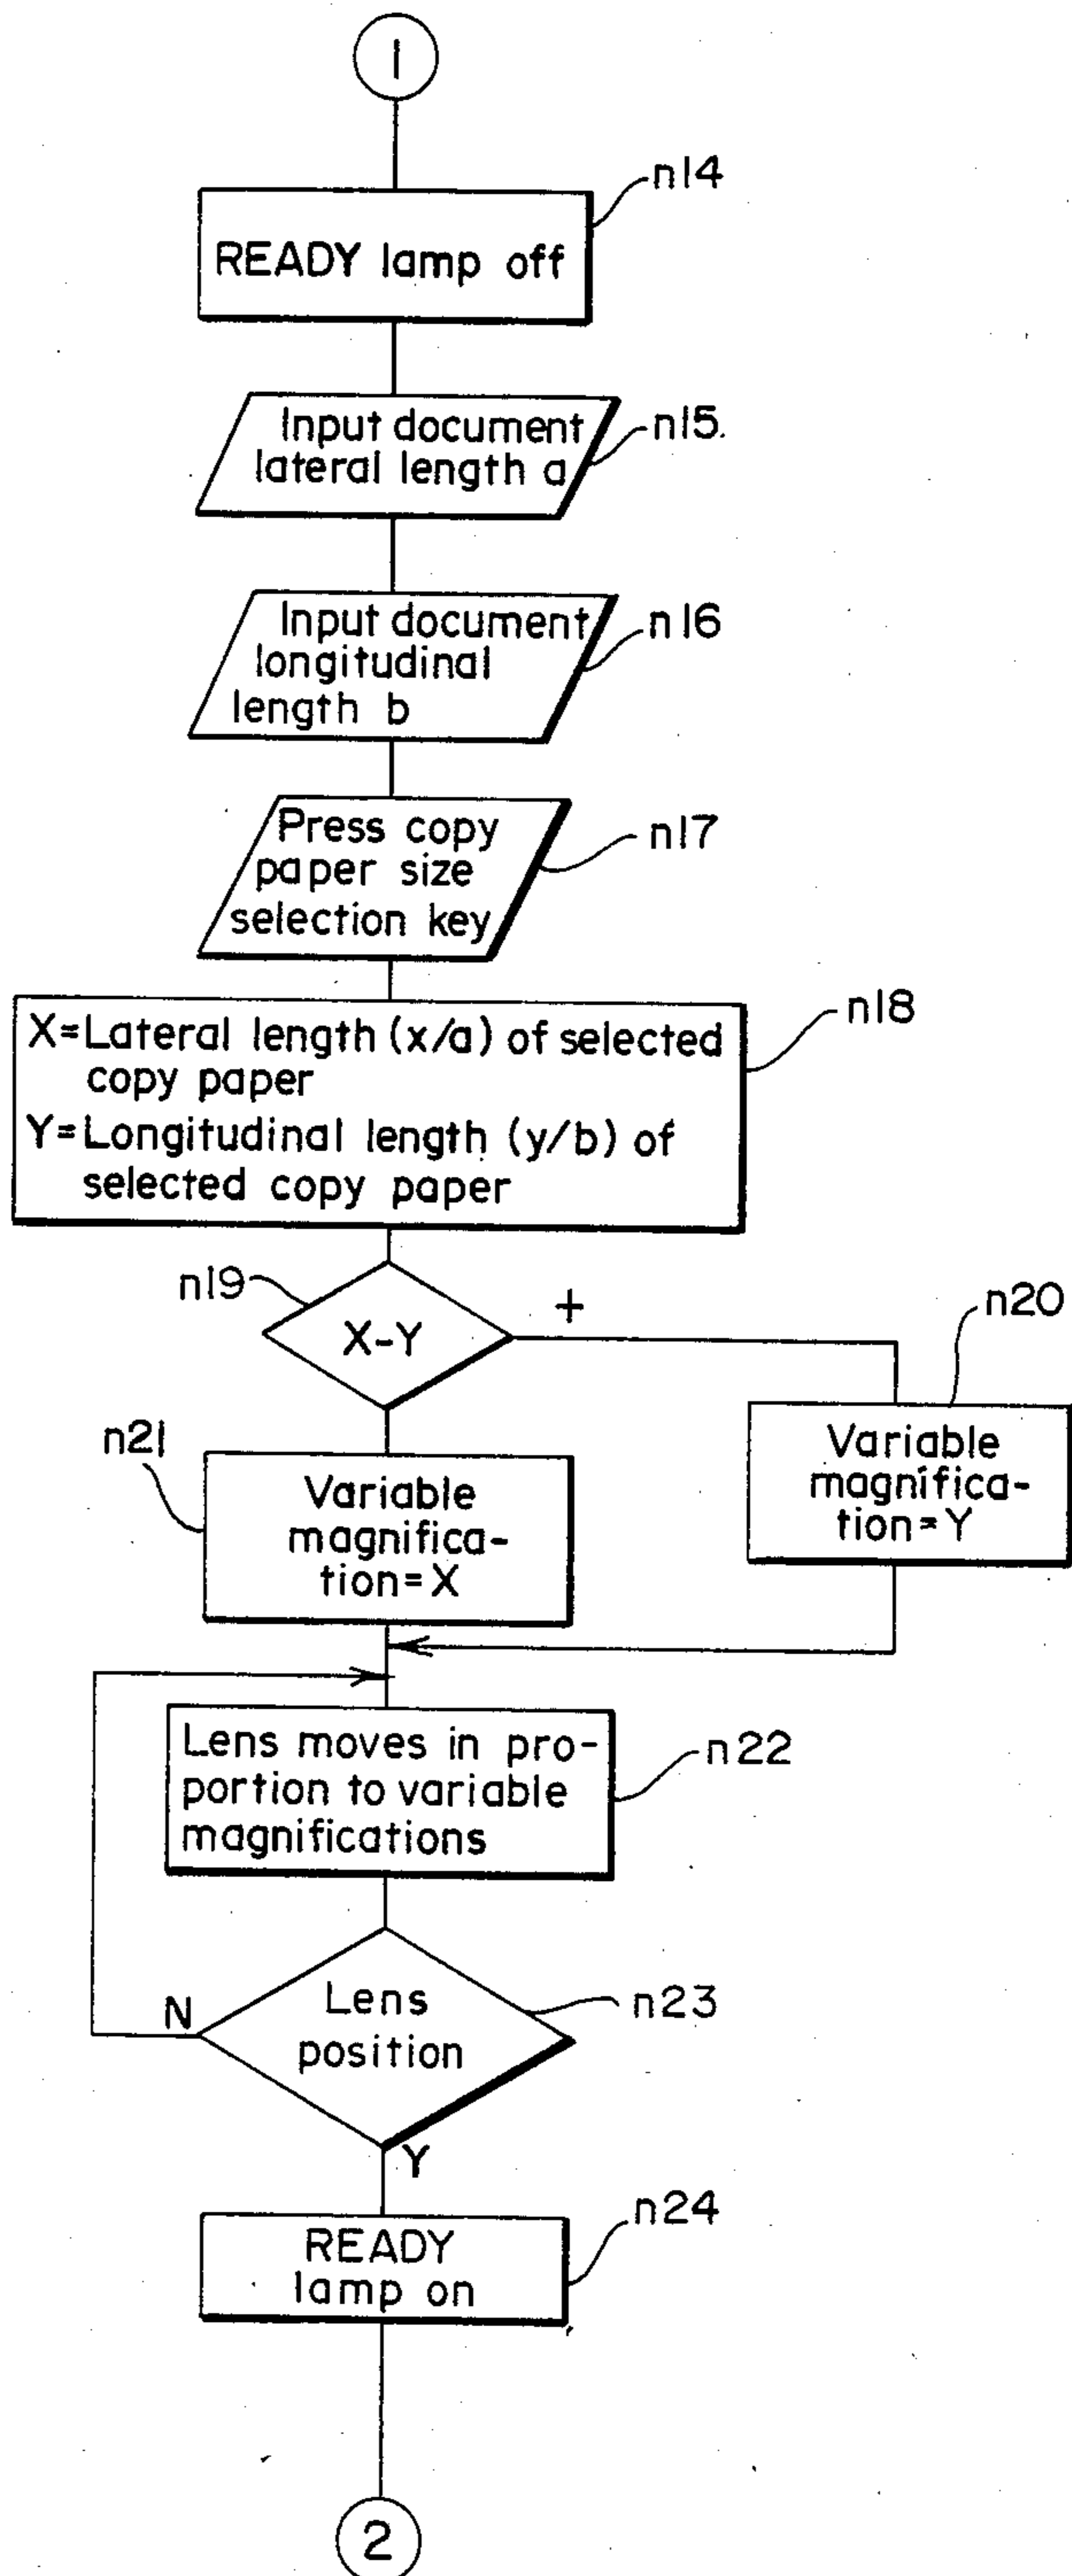 1
n14
READY lamp off
Input document
lateral length a
n15.
Input document
longitudinal
length b
n16
Press copy
paper size
selection key
n17
n18
X=Lateral length (x/a) of selected
copy paper
Y=Longitudinal length (y/b) of
selected copy paper
n19
X-Y
+
n20
Variable
magnifica-
tion=Y
n21
Variable
magnifica-
tion=X
Lens moves in pro-
portion to variable
magnifications
n22
N
Lens
position
n23
Y
n24
READY
lamp on
2